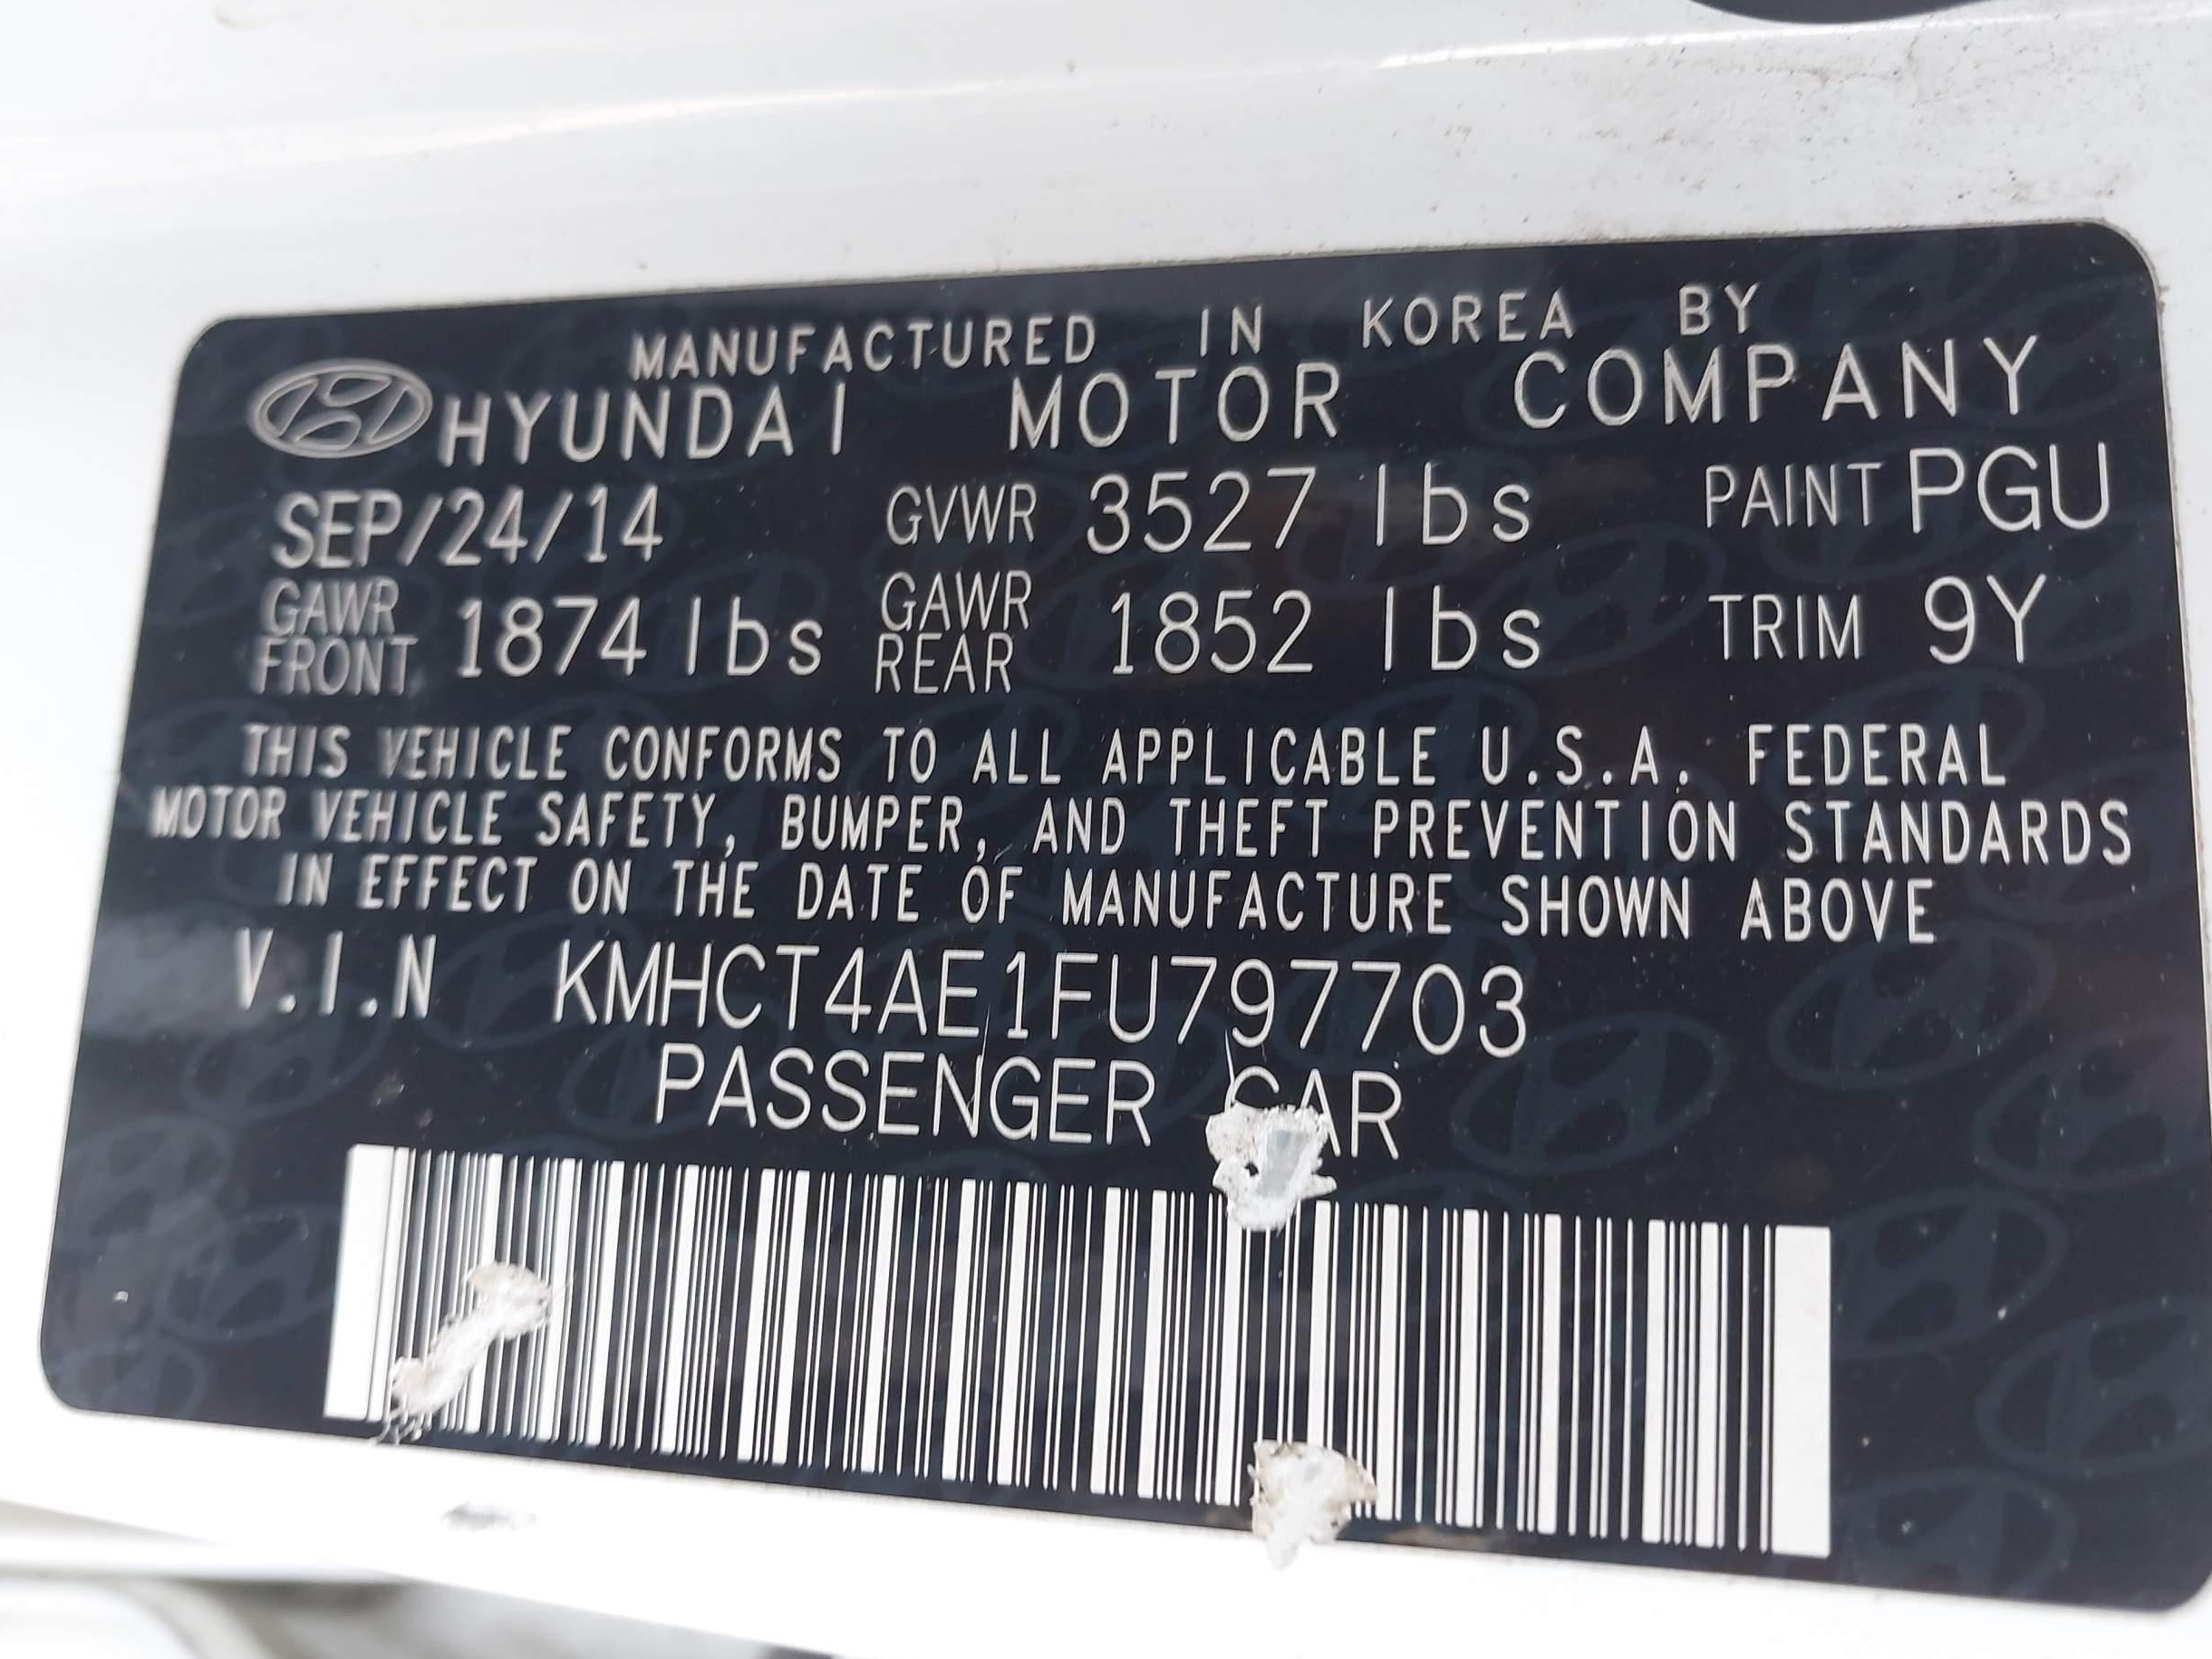 MANUFACTURED IN KOREA BY
HYUNDAI MOTOR COMPANY
SEP/24/14 GVWR 3527 lbs PAINT PGU
GAWR FRONT 1874 lbs GAWR REAR 1852 lbs TRIM 9Y
THIS VEHICLE CONFORMS TO ALL APPLICABLE U.S.A. FEDERAL
MOTOR VEHICLE SAFETY, BUMPER, AND THEFT PREVENTION STANDARDS
IN EFFECT ON THE DATE OF MANUFACTURE SHOWN ABOVE
V.I.N KMHCT4AE1FU797703
PASSENGER CAR